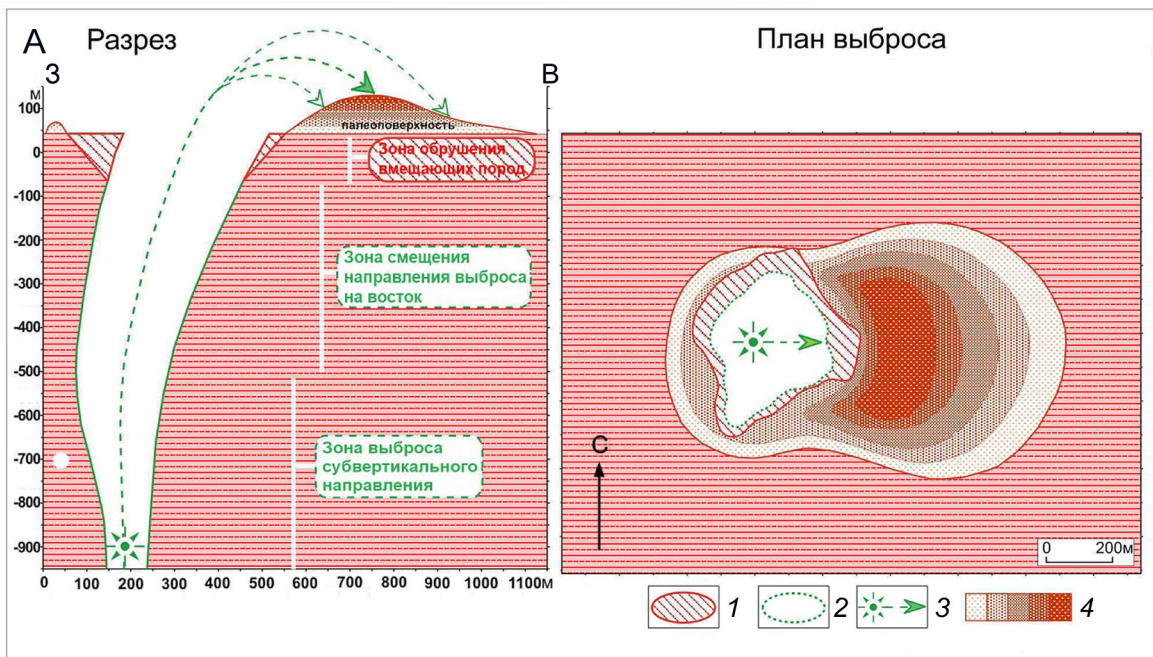 А
Разрез
План выброса
З
В
М
100
0
-100
-200
-300
-400
-500
-600
-700
-800
-900
палеоповерхность
Зона обрушения
вмещающих пород
Зона смещения
направления выброса
на восток
Зона выброса
субвертикального
направления
0 100 200 300 400 500 600 700 800 900 1000 1100М
С
0 200м
1 2 3 4